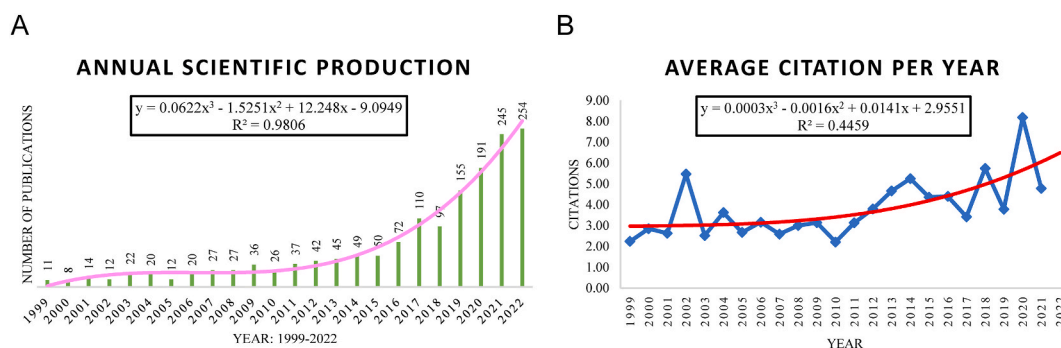 A
ANNUAL SCIENTIFIC PRODUCTION
y = 0.0622x³ - 1.5251x² + 12.248x - 9.0949
R² = 0.9806
NUMBER OF PUBLICATIONS
11 8 14 12 22 20 12 20 27 27 36 26 37 42 45 49 50 72 110 97 155 191 245 254
1999 2000 2001 2002 2003 2004 2005 2006 2007 2008 2009 2010 2011 2012 2013 2014 2015 2016 2017 2018 2019 2020 2021 2022
YEAR: 1999-2022
B
AVERAGE CITATION PER YEAR
y = 0.0003x³ - 0.0016x² + 0.0141x + 2.9551
R² = 0.4459
CITATIONS
9.00
8.00
7.00
6.00
5.00
4.00
3.00
2.00
1.00
0.00
1999 2000 2001 2002 2003 2004 2005 2006 2007 2008 2009 2010 2011 2012 2013 2014 2015 2016 2017 2018 2019 2020 2021 2022
YEAR